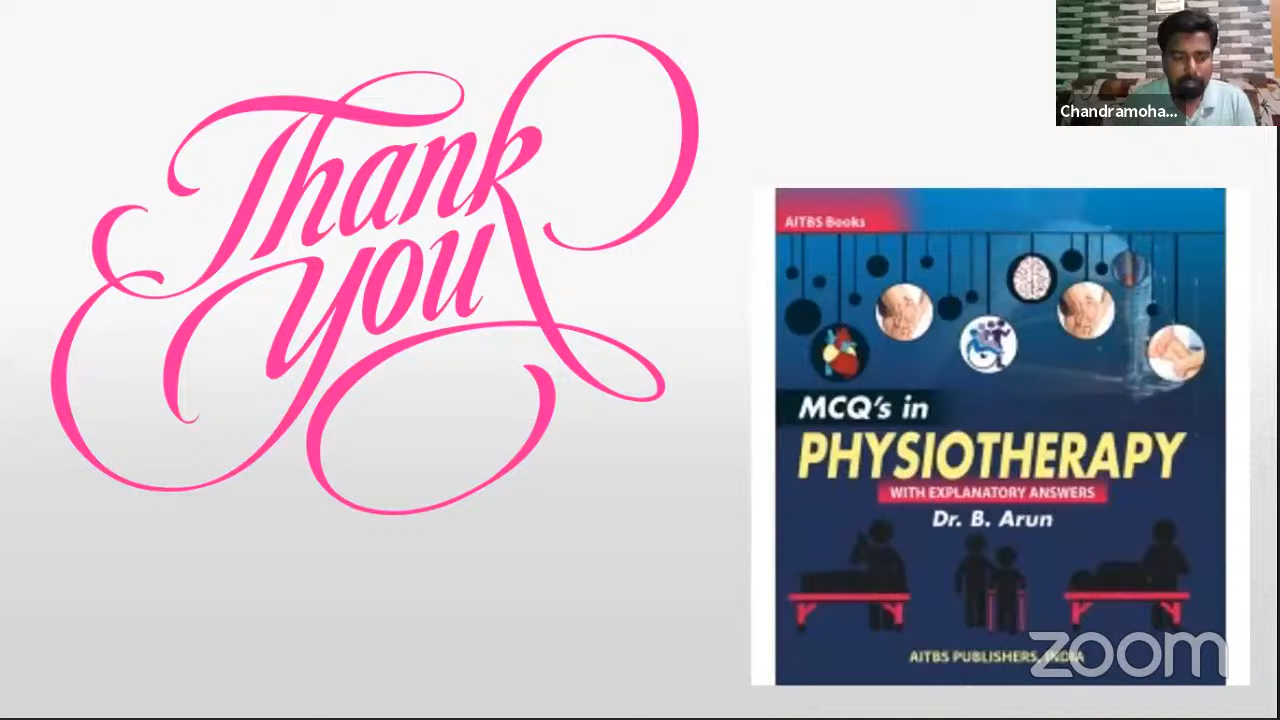 Thank
you
Chandramoha...
AITBS Books
MCQ's in
PHYSIOTHERAPY
WITH EXPLANATORY ANSWERS
Dr. B. Arun
AITBS PUBLISHERS, INDIA
zoom